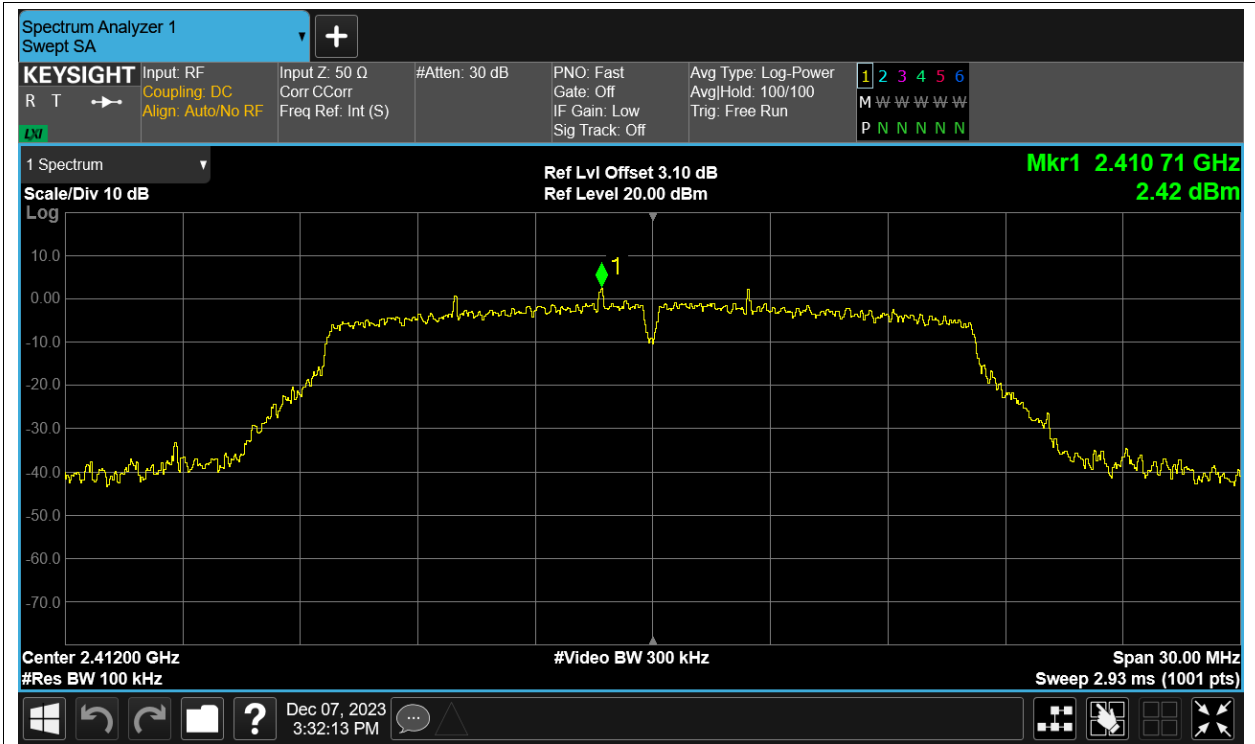 Spectrum Analyzer 1
Swept SA
KEYSIGHT
R T
LXI
Input: RF
Coupling: DC
Align: Auto/No RF
Input Z: 50 Ω
Corr CCorr
Freq Ref: Int (S)
#Atten: 30 dB
PNO: Fast
Gate: Off
IF Gain: Low
Sig Track: Off
Avg Type: Log-Power
Avg|Hold: 100/100
Trig: Free Run
1 2 3 4 5 6
M W W W W W W
P N N N N N N
1 Spectrum
Scale/Div 10 dB
Log
Ref Lvl Offset 3.10 dB
Ref Level 20.00 dBm
Mkr1 2.410 71 GHz
2.42 dBm
1
10.0
0.00
-10.0
-20.0
-30.0
-40.0
-50.0
-60.0
-70.0
Center 2.41200 GHz
#Res BW 100 kHz
#Video BW 300 kHz
Span 30.00 MHz
Sweep 2.93 ms (1001 pts)
?
Dec 07, 2023
3:32:13 PM